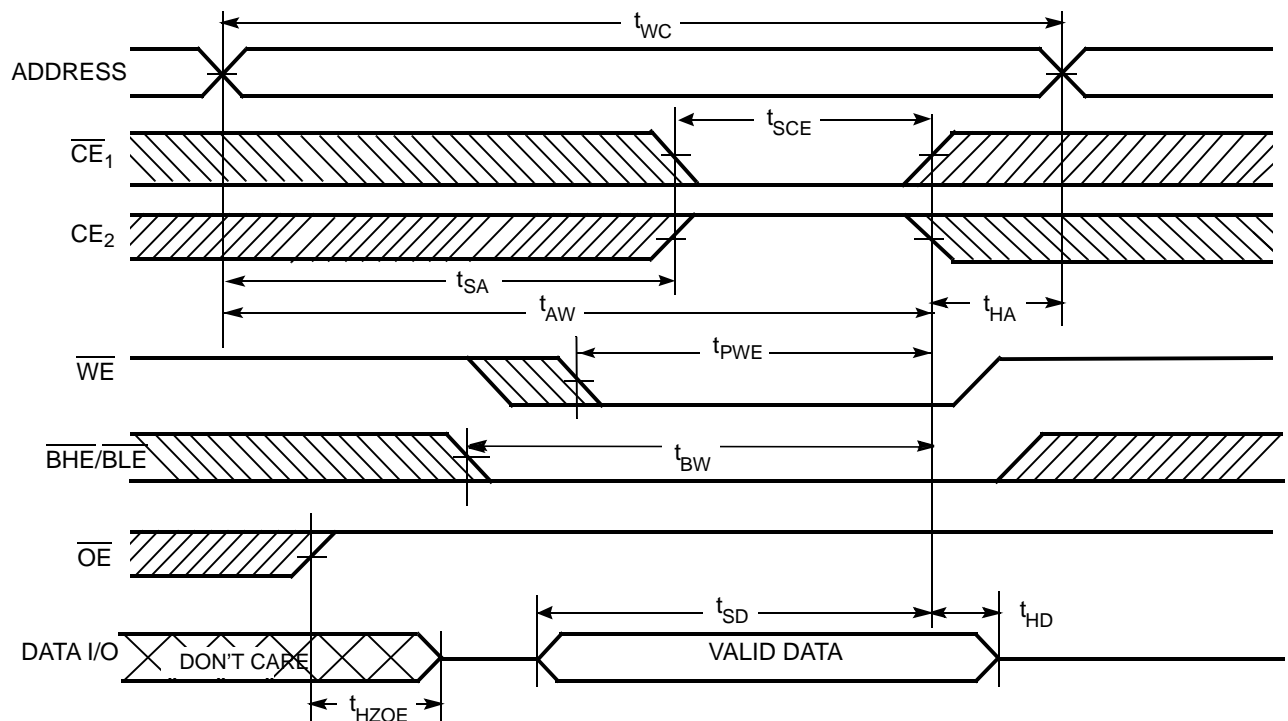 tWC
ADDRESS
tSCE
CE1
CE2
tSA
tAW
tHA
tPWE
WE
BHE/BLE
tBW
OE
tSD
tHD
DATA I/O
DON'T CARE
VALID DATA
tHZOE